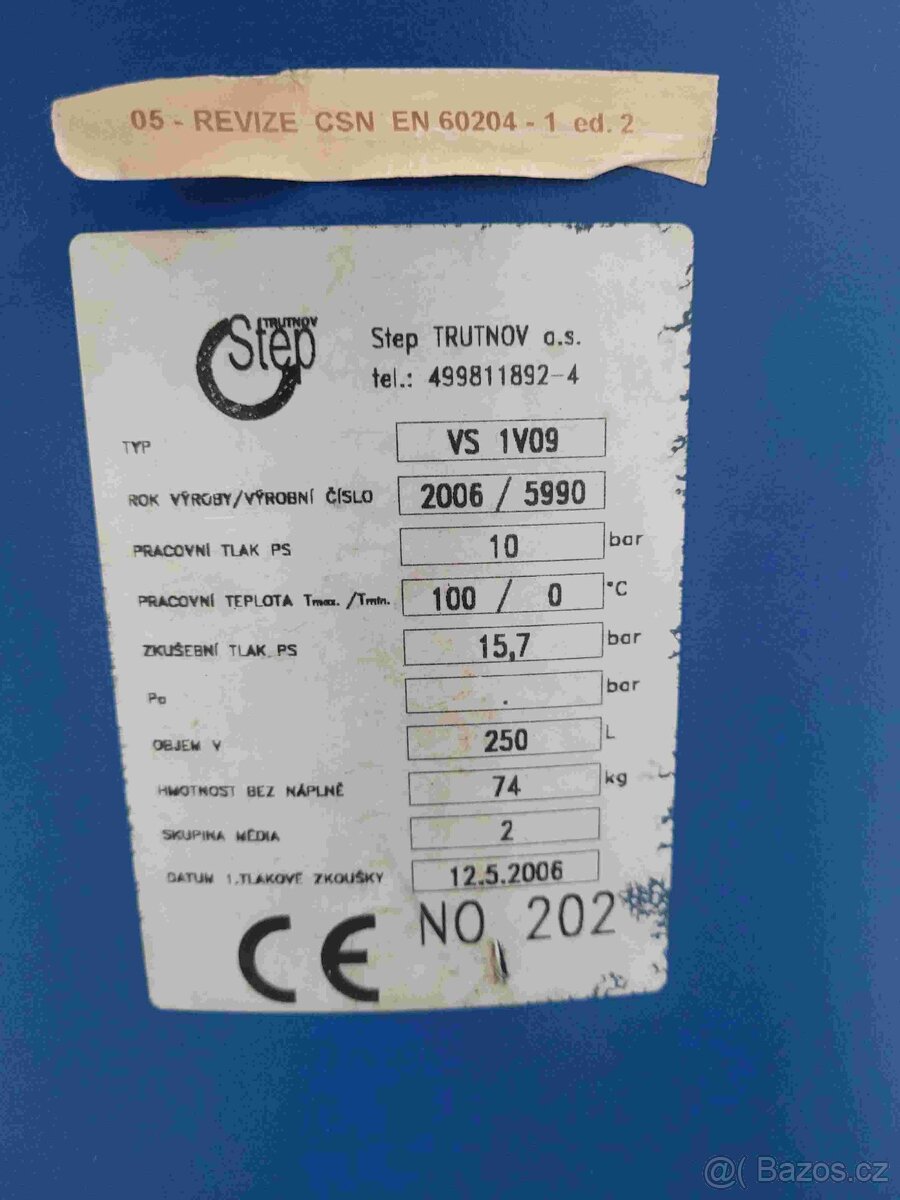 05 - REVIZE CSN EN 60204 - 1 ed. 2
Step TRUTNOV
Step TRUTNOV a.s.
tel.: 499811892-4
TYP VS 1V09
ROK VÝROBY/VÝROBNÍ ČÍSLO 2006 / 5990
PRACOVNÍ TLAK PS 10 bar
PRACOVNÍ TEPLOTA Tmax. /Tmin. 100 / 0 °C
ZKUŠEBNÍ TLAK PS 15,7 bar
Po . bar
OBJEM V 250 L
HMOTNOST BEZ NÁPLNĚ 74 kg
SKUPINA MÉDIA 2
DATUM 1.TLAKOVÉ ZKOUŠKY 12.5.2006
CE NO 202
@( Bazos.cz